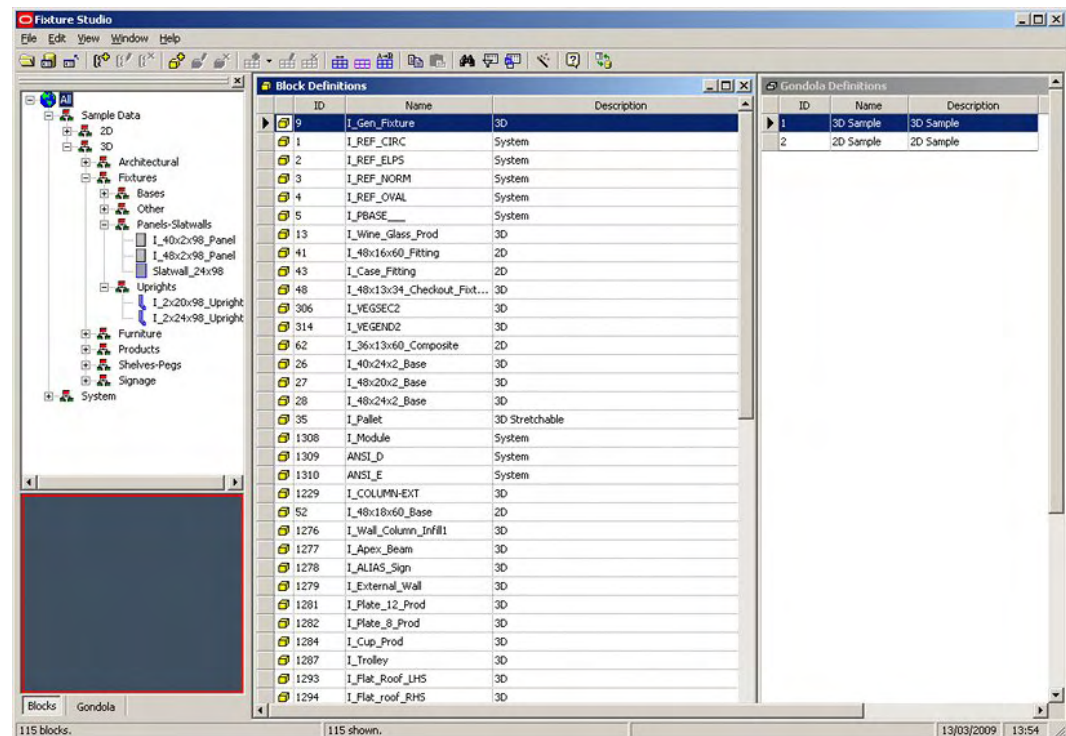 Fixture Studio
File Edit View Window Help
All
Sample Data
2D
3D
Architectural
Fixtures
Bases
Other
Panels-Slatwalls
I_40x2x98_Panel
I_48x2x98_Panel
Slatwall_24x98
Uprights
I_2x20x98_Upright
I_2x24x98_Upright
Furniture
Products
Shelves-Pegs
Signage
System
Blocks Gondola
Block Definitions
ID Name Description
9 I_Gen_Fixture 3D
1 I_REF_CIRC System
2 I_REF_ELPS System
3 I_REF_NORM System
4 I_REF_OVAL System
5 I_PBASE___ System
13 I_Wine_Glass_Prod 3D
41 I_48x16x60_Fitting 2D
43 I_Case_Fitting 2D
48 I_48x13x34_Checkout_Fixt... 3D
306 I_VEGSEC2 3D
314 I_VEGEND2 3D
62 I_36x13x60_Composite 2D
26 I_40x24x2_Base 3D
27 I_48x20x2_Base 3D
28 I_48x24x2_Base 3D
35 I_Pallet 3D Stretchable
1308 I_Module System
1309 ANSI_D System
1310 ANSI_E System
1229 I_COLUMN-EXT 3D
52 I_48x18x60_Base 2D
1276 I_Wall_Column_Infill1 3D
1277 I_Apex_Beam 3D
1278 I_ALIAS_Sign 3D
1279 I_External_Wall 3D
1281 I_Plate_12_Prod 3D
1282 I_Plate_8_Prod 3D
1284 I_Cup_Prod 3D
1287 I_Trolley 3D
1293 I_Flat_Roof_LHS 3D
1294 I_Flat_roof_RHS 3D
Gondola Definitions
ID Name Description
1 3D Sample 3D Sample
2 2D Sample 2D Sample
115 blocks. 115 shown. 13/03/2009 13:54